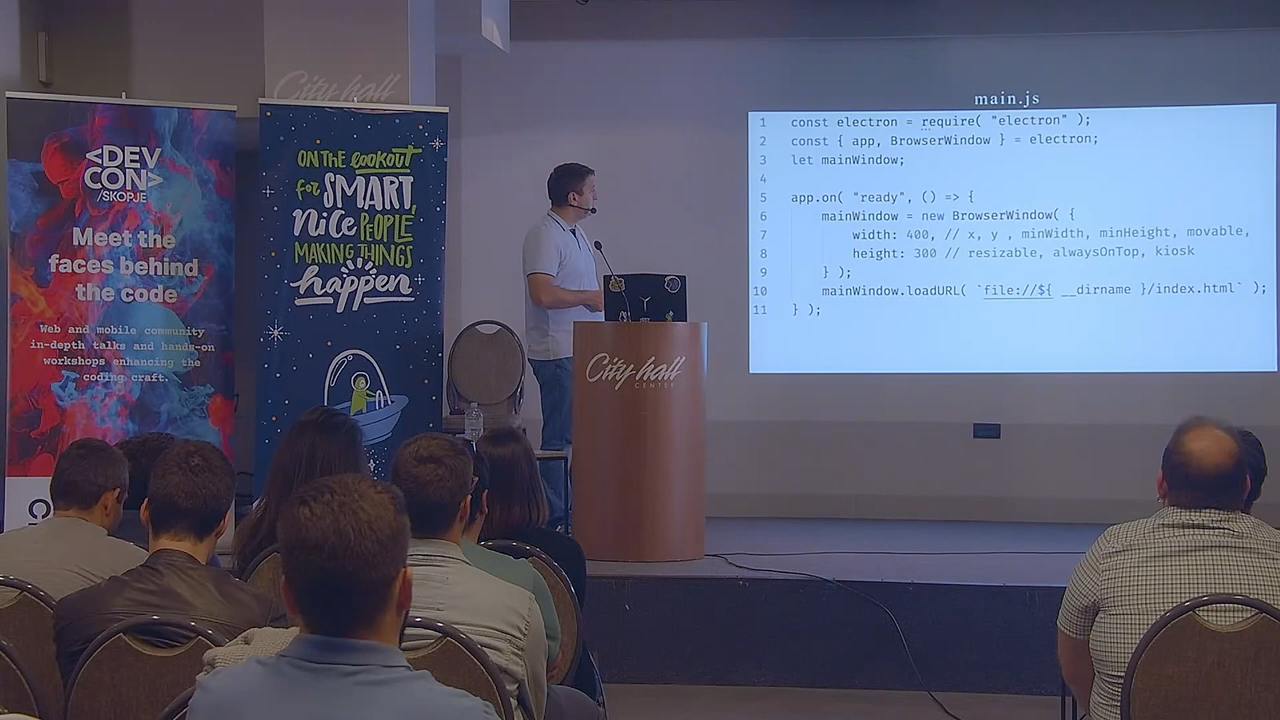 City hall
<DEV
CON>
/SKOPJE
Meet the
faces behind
the code
Web and mobile community
in-depth talks and hands-on
workshops enhancing the
coding craft.
ON THE lookout
for SMART,
nice PEOPLE
MAKING THINGS
happen
City hall
CENTER
main.js
1 const electron = require( "electron" );
2 const { app, BrowserWindow } = electron;
3 let mainWindow;
4
5 app.on( "ready", () => {
6 mainWindow = new BrowserWindow( {
7 width: 400, // x, y , minWidth, minHeight, movable,
8 height: 300 // resizable, alwaysOnTop, kiosk
9 } );
10 mainWindow.loadURL( `file://${ __dirname }/index.html` );
11 } );